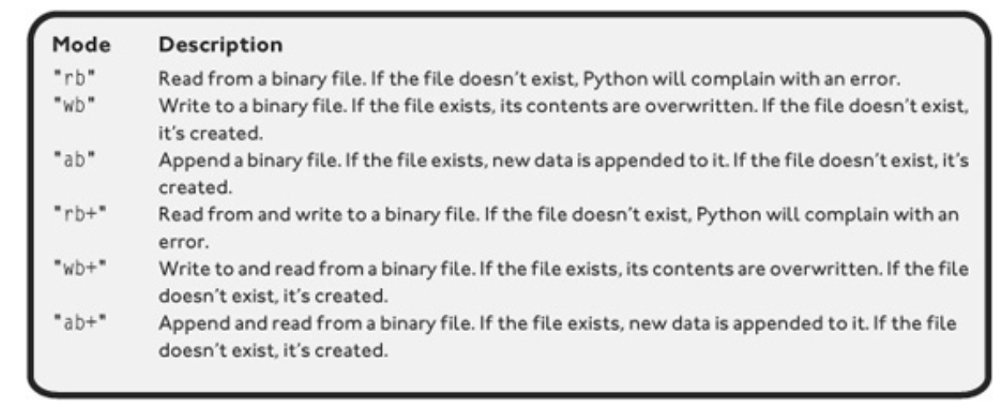 Mode Description
"rb" Read from a binary file. If the file doesn't exist, Python will complain with an error.
"wb" Write to a binary file. If the file exists, its contents are overwritten. If the file doesn't exist,
it's created.
"ab" Append a binary file. If the file exists, new data is appended to it. If the file doesn't exist, it's
created.
"rb+" Read from and write to a binary file. If the file doesn't exist, Python will complain with an
error.
"wb+" Write to and read from a binary file. If the file exists, its contents are overwritten. If the file
doesn't exist, it's created.
"ab+" Append and read from a binary file. If the file exists, new data is appended to it. If the file
doesn't exist, it's created.